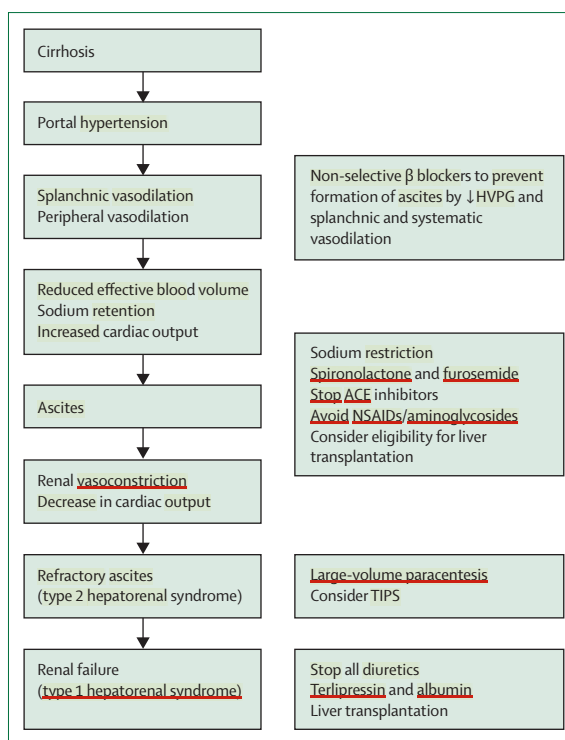 Cirrhosis
Portal hypertension
Splanchnic vasodilation
Peripheral vasodilation
Non-selective β blockers to prevent
formation of ascites by ↓HVPG and
splanchnic and systematic
vasodilation
Reduced effective blood volume
Sodium retention
Increased cardiac output
Sodium restriction
Spironolactone and furosemide
Stop ACE inhibitors
Avoid NSAIDs/aminoglycosides
Consider eligibility for liver
transplantation
Ascites
Renal vasoconstriction
Decrease in cardiac output
Refractory ascites
(type 2 hepatorenal syndrome)
Large-volume paracentesis
Consider TIPS
Renal failure
(type 1 hepatorenal syndrome)
Stop all diuretics
Terlipressin and albumin
Liver transplantation